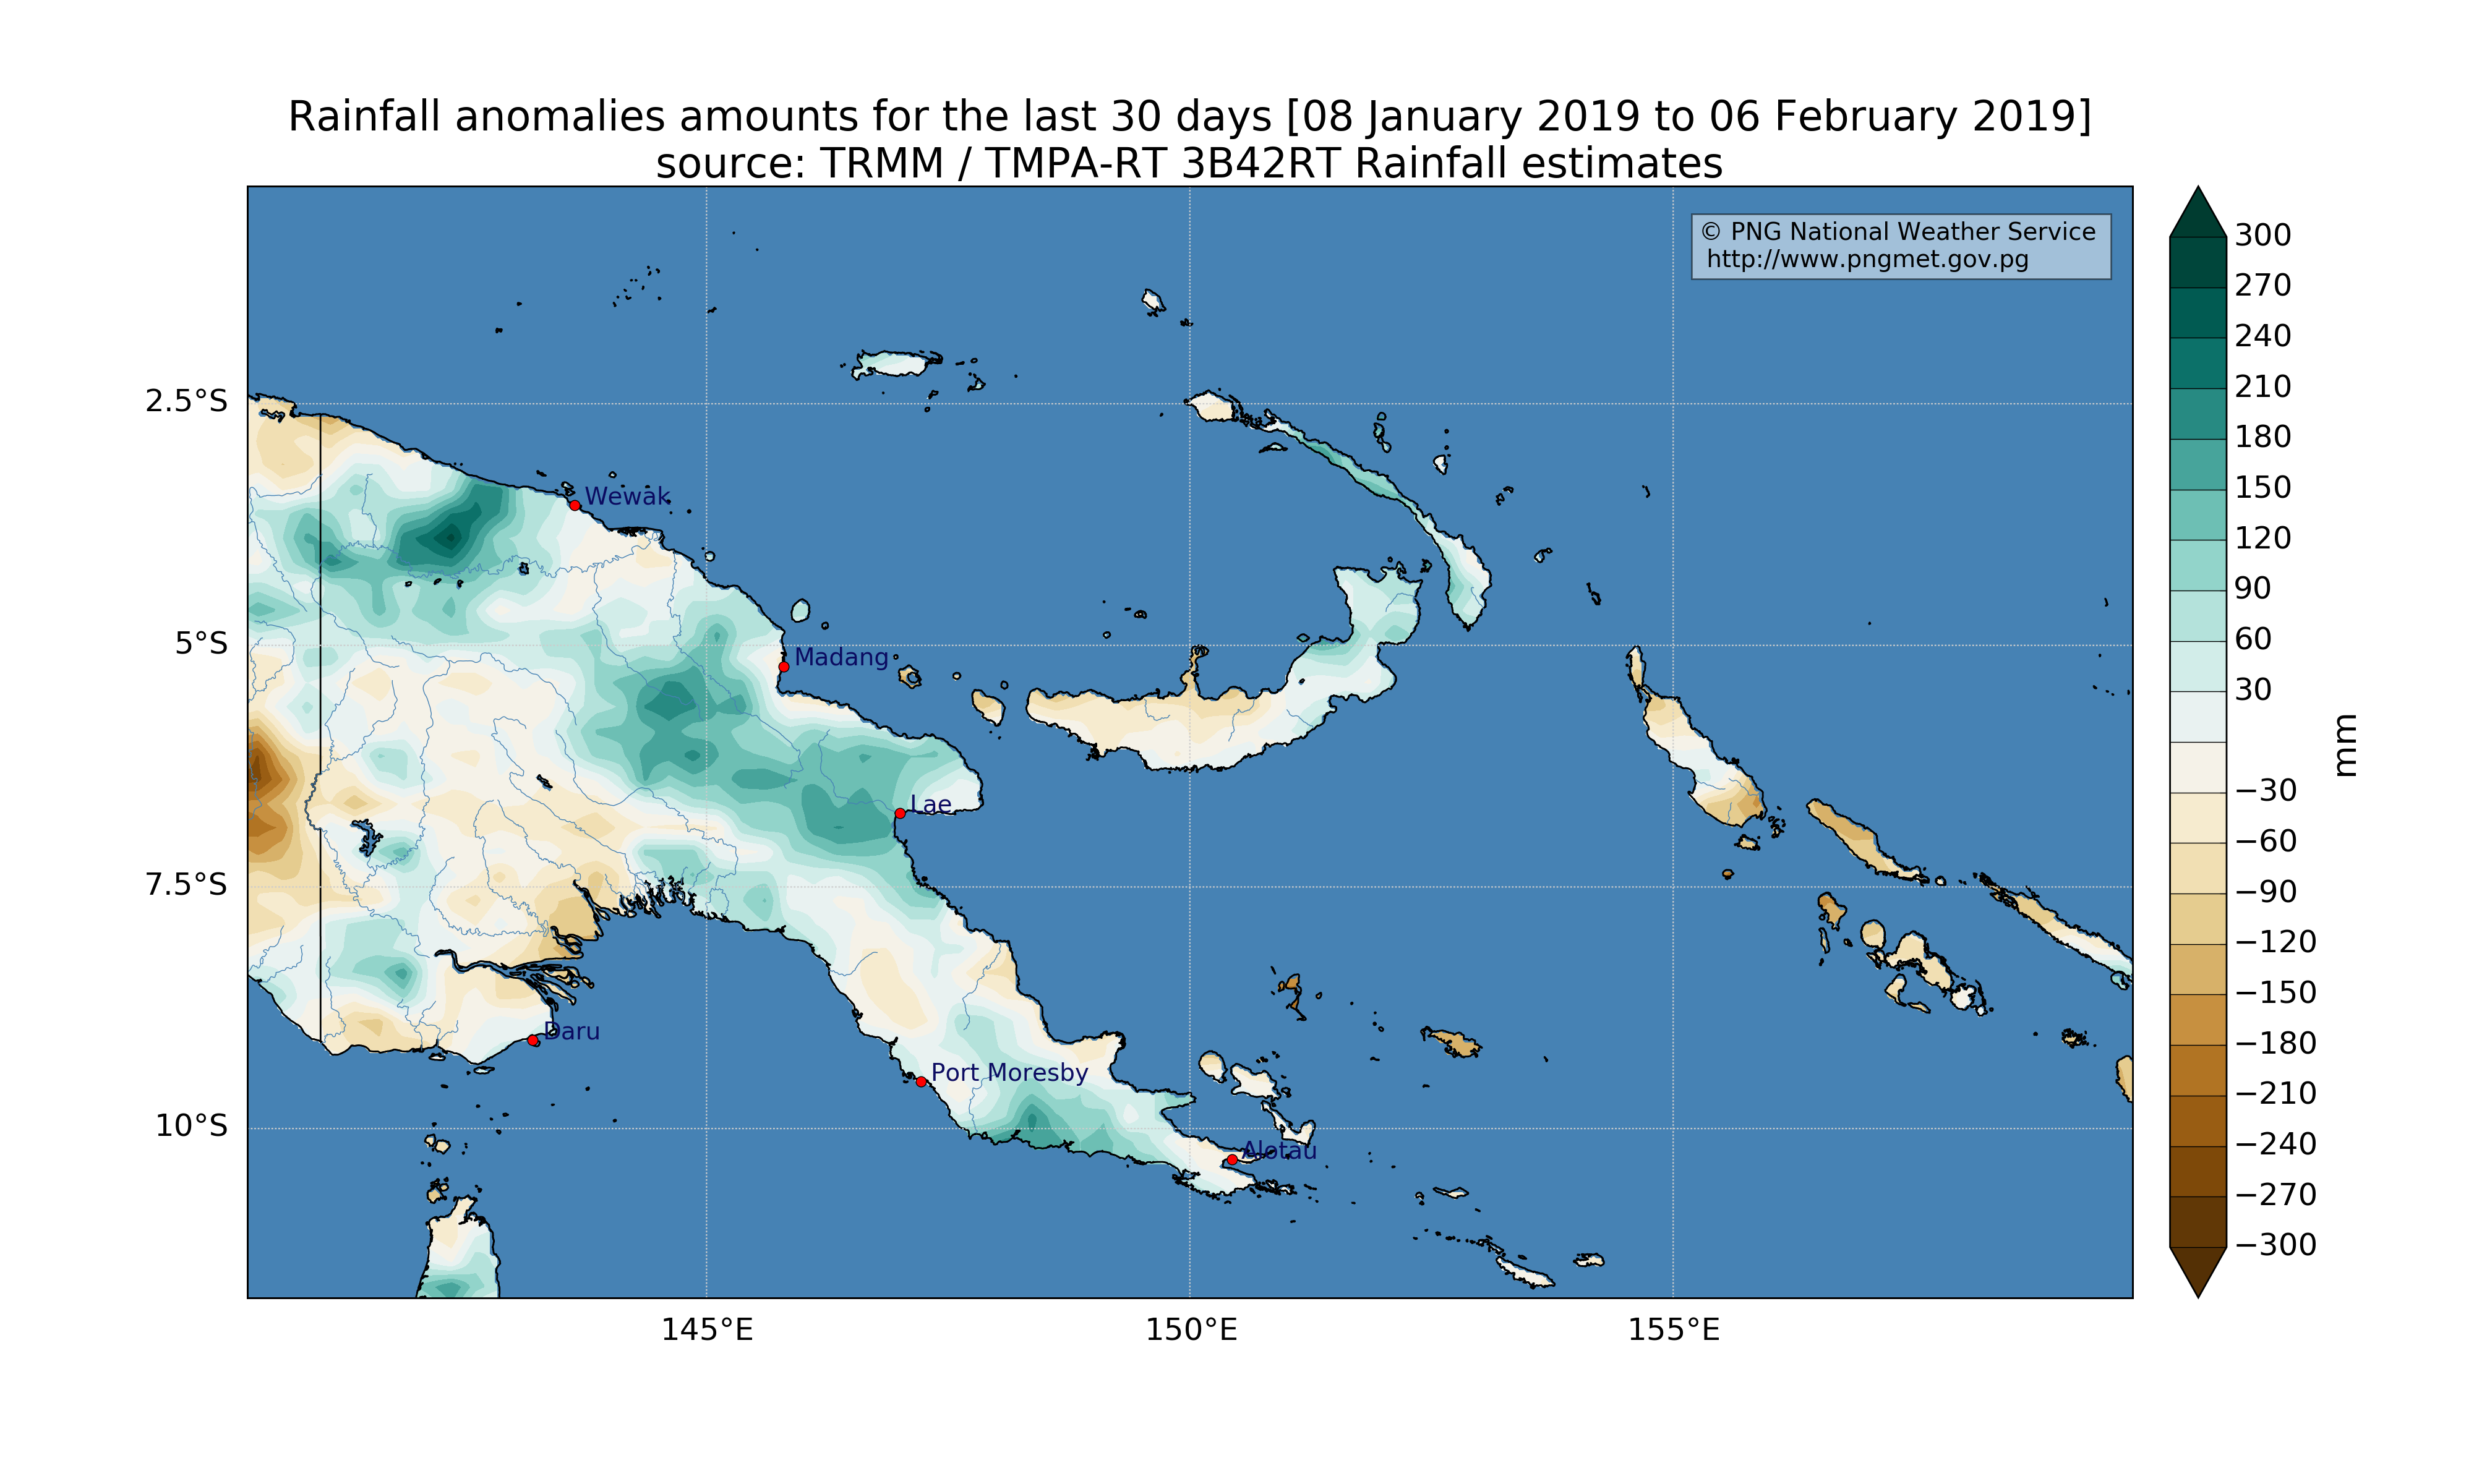 Rainfall anomalies amounts for the last 30 days [08 January 2019 to 06 February 2019]
source: TRMM / TMPA-RT 3B42RT Rainfall estimates
© PNG National Weather Service
http://www.pngmet.gov.pg
2.5°S
5°S
7.5°S
10°S
145°E
150°E
155°E
Wewak
Madang
Lae
Daru
Port Moresby
Alotau
300
270
240
210
180
150
120
90
60
30
−30
−60
−90
−120
−150
−180
−210
−240
−270
−300
mm